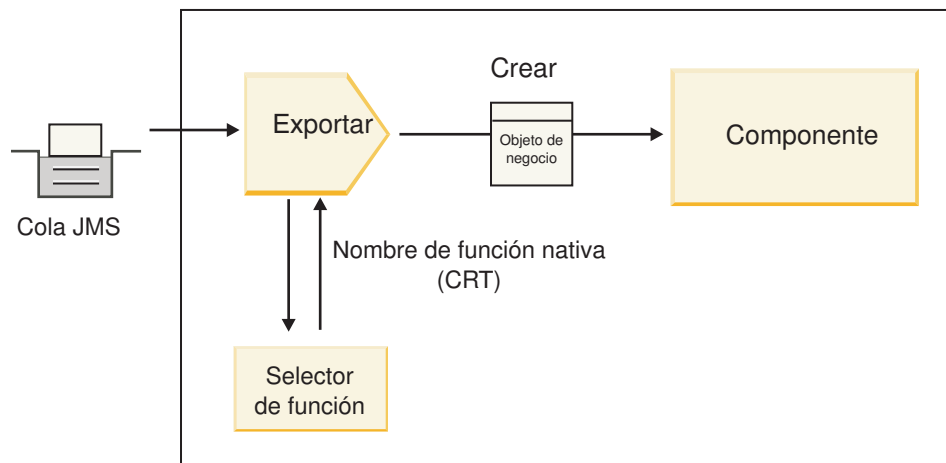 Crear
Exportar
Objeto de
negocio
Componente
Cola JMS
Nombre de función nativa
(CRT)
Selector
de función